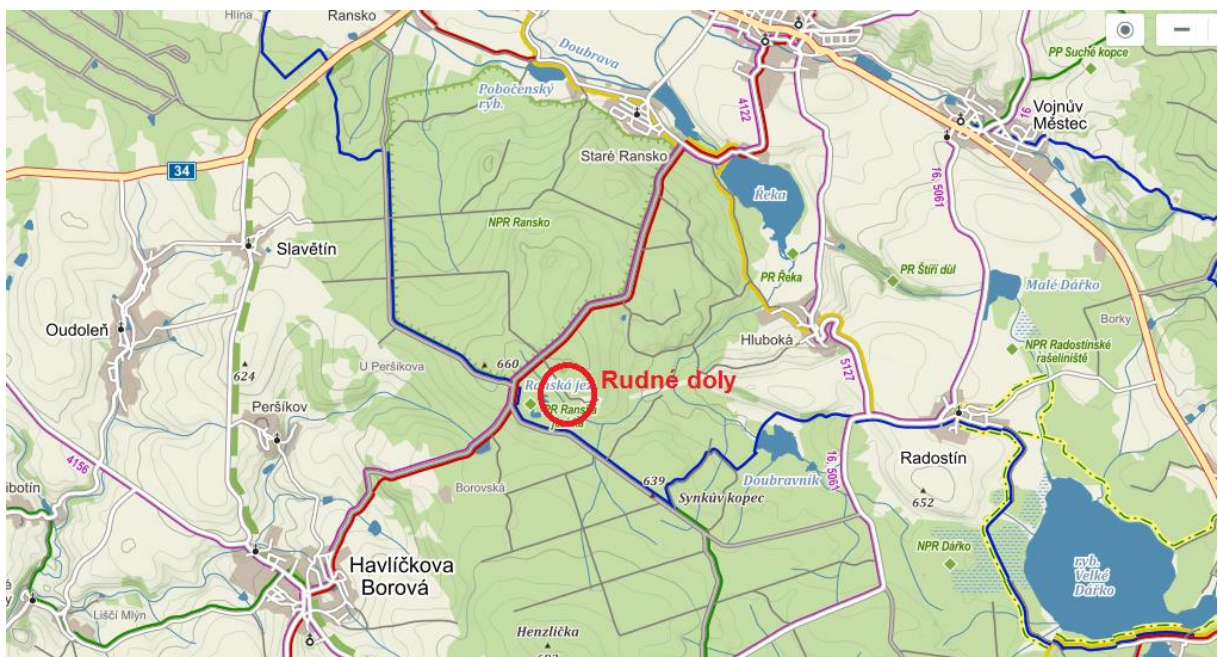 Hlína
Ransko
Doubrava
Pobočenský
ryb.
4122
PP Suché kopce
16
Vojnův
Městec
Staré Ransko
34
Řeka
16, 5061
NPR Ransko
Slavětín
PR Řeka
PR Štíří důl
Malé Dářko
Oudoleň
Borky
Hluboká
NPR Radostínské
rašeliniště
U Peršíkova
660
624
5127
Rudné doly
PR Ranská
Peršíkov
4156
Radostín
Borovská
639
Doubravník
16, 5061
Synkův kopec
652
NPR Dářko
ryb.
Velké
Dářko
Havlíčkova
Borová
Liščí Mlýn
Henzlička